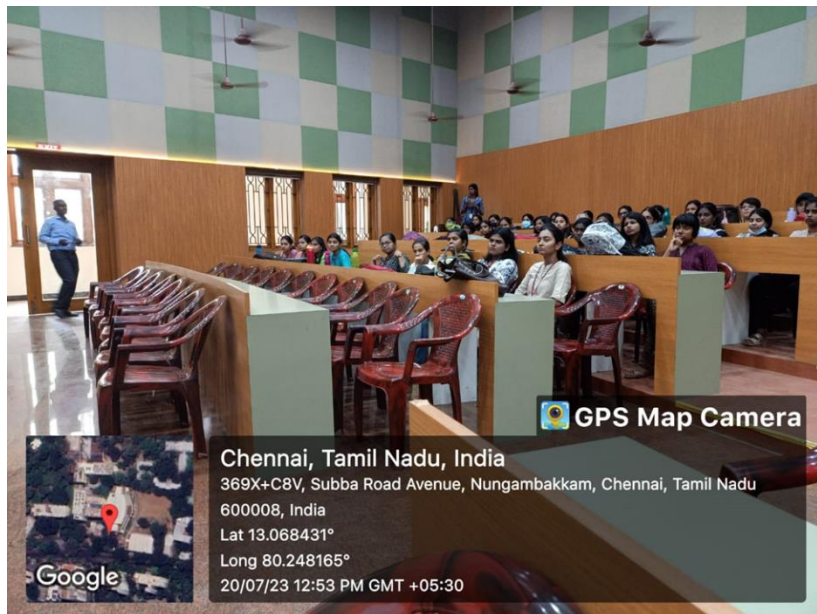 EXIT
GPS Map Camera
Chennai, Tamil Nadu, India
369X+C8V, Subba Road Avenue, Nungambakkam, Chennai, Tamil Nadu
600008, India
Lat 13.068431°
Long 80.248165°
20/07/23 12:53 PM GMT +05:30
Google